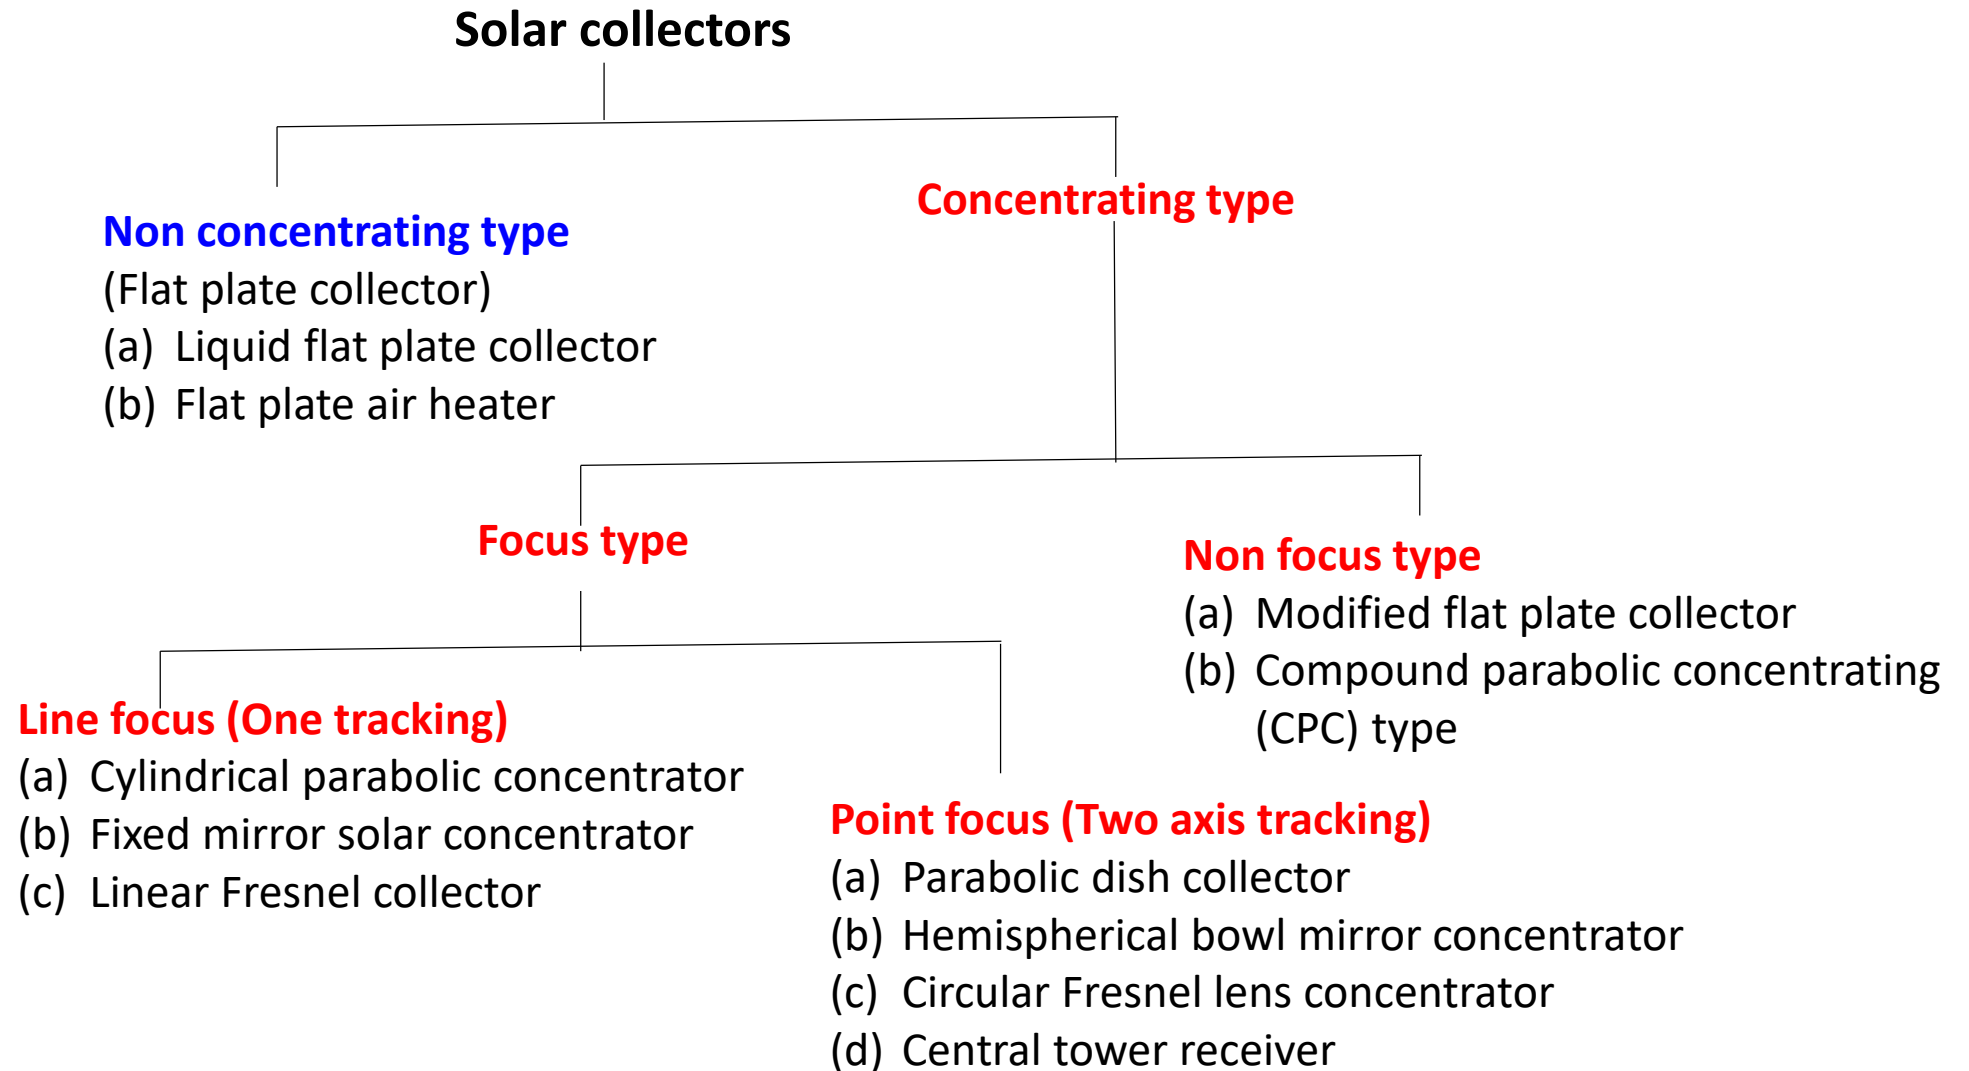 Solar collectors
Non concentrating type
(Flat plate collector)
(a) Liquid flat plate collector
(b) Flat plate air heater
Concentrating type
Focus type
Line focus (One tracking)
(a) Cylindrical parabolic concentrator
(b) Fixed mirror solar concentrator
(c) Linear Fresnel collector
Point focus (Two axis tracking)
(a) Parabolic dish collector
(b) Hemispherical bowl mirror concentrator
(c) Circular Fresnel lens concentrator
(d) Central tower receiver
Non focus type
(a) Modified flat plate collector
(b) Compound parabolic concentrating
(CPC) type